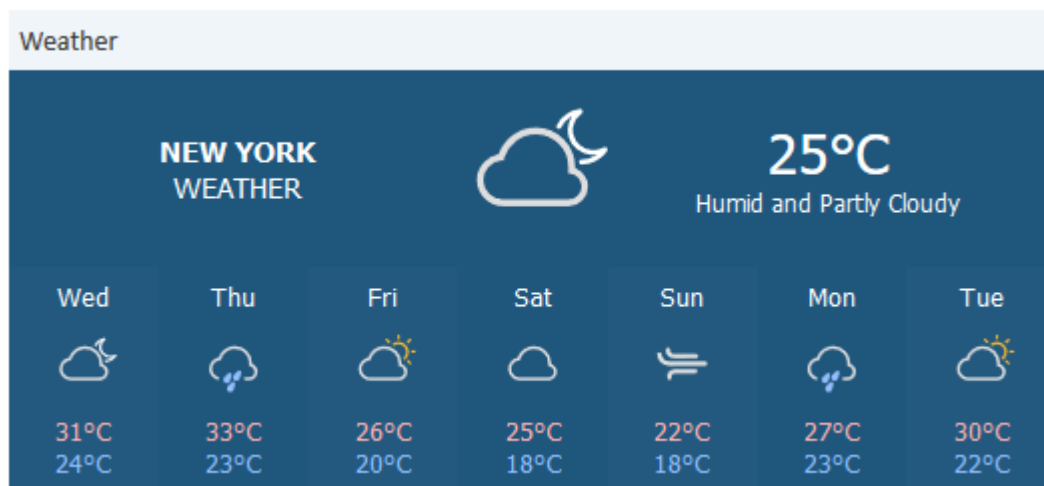 Weather
NEW YORK
WEATHER
25°C
Humid and Partly Cloudy
Wed Thu Fri Sat Sun Mon Tue
31°C 33°C 26°C 25°C 22°C 27°C 30°C
24°C 23°C 20°C 18°C 18°C 23°C 22°C